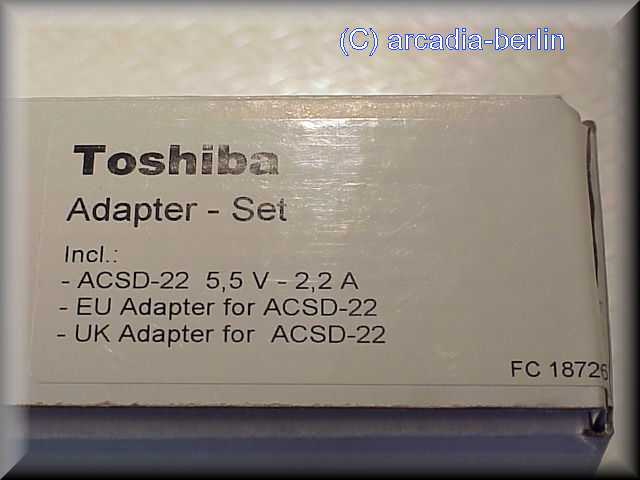 (C) arcadia-berlin
Toshiba
Adapter - Set
Incl.:
- ACSD-22 5,5 V - 2,2 A
- EU Adapter for ACSD-22
- UK Adapter for ACSD-22
FC 18726